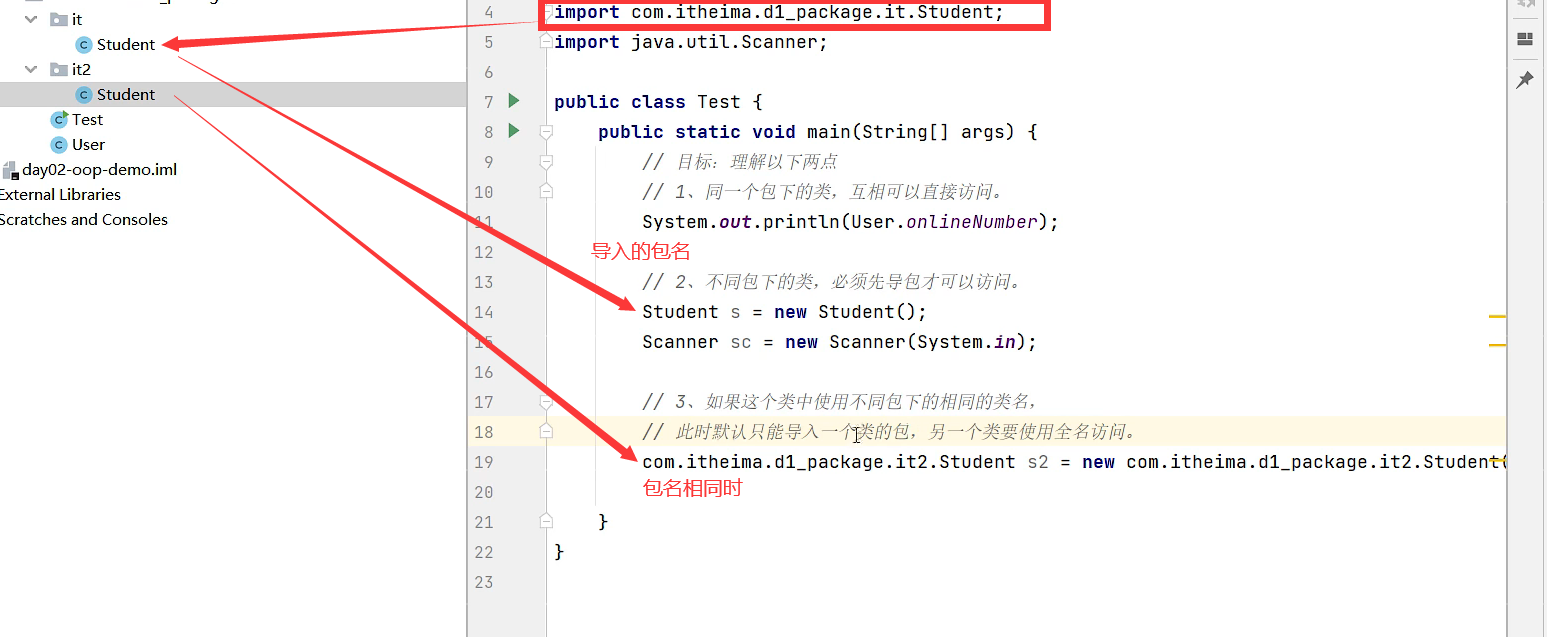 it
Student
it2
Student
Test
User
day02-oop-demo.iml
External Libraries
Scratches and Consoles
4 import com.itheima.d1_package.it.Student;
5 import java.util.Scanner;
6
7 public class Test {
8 public static void main(String[] args) {
9 // 目标：理解以下两点
10 // 1、同一个包下的类，互相可以直接访问。
11 System.out.println(User.onlineNumber);
12 导入的包名
13 // 2、不同包下的类，必须先导包才可以访问。
14 Student s = new Student();
15 Scanner sc = new Scanner(System.in);
16
17 // 3、如果这个类中使用不同包下的相同的类名，
18 // 此时默认只能导入一个类的包，另一个类要使用全名访问。
19 com.itheima.d1_package.it2.Student s2 = new com.itheima.d1_package.it2.Student(
包名相同时
20
21 }
22 }
23